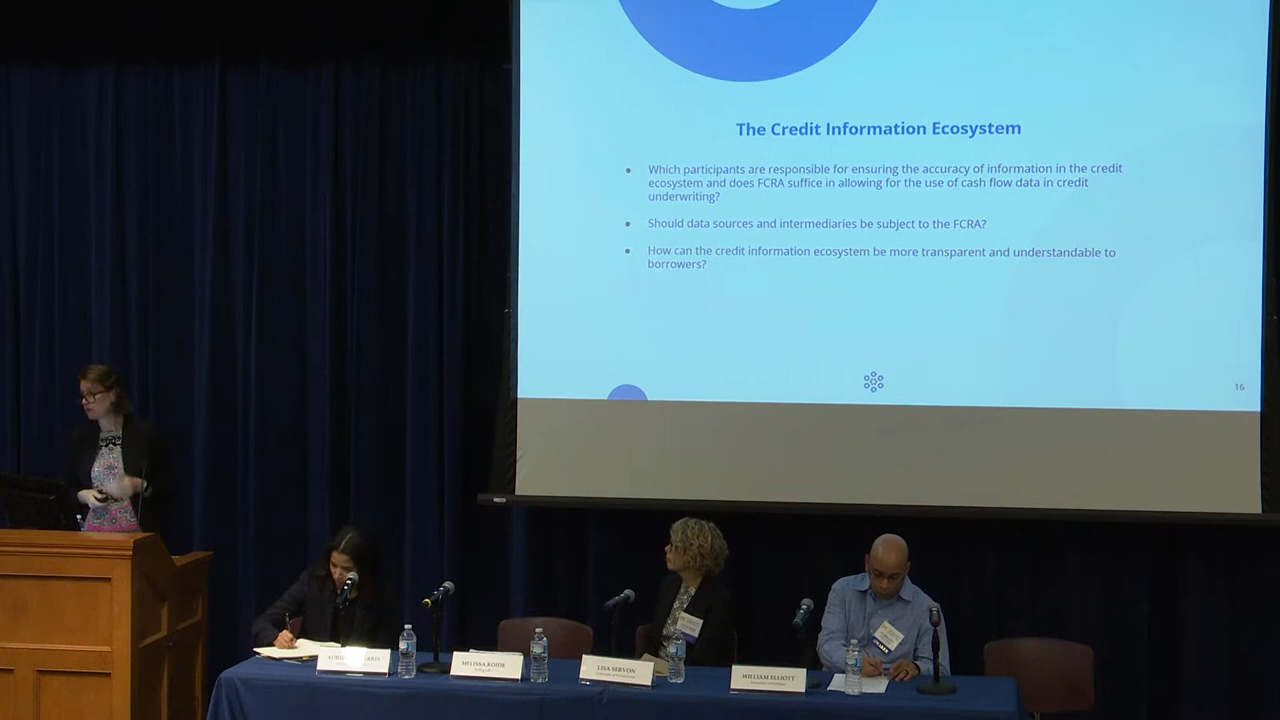 The Credit Information Ecosystem
• Which participants are responsible for ensuring the accuracy of information in the credit
ecosystem and does FCRA suffice in allowing for the use of cash flow data in credit
underwriting?
• Should data sources and intermediaries be subject to the FCRA?
• How can the credit information ecosystem be more transparent and understandable to
borrowers?
16
MELISSA KOIDE
LISA SERVON
WILLIAM ELLIOTT